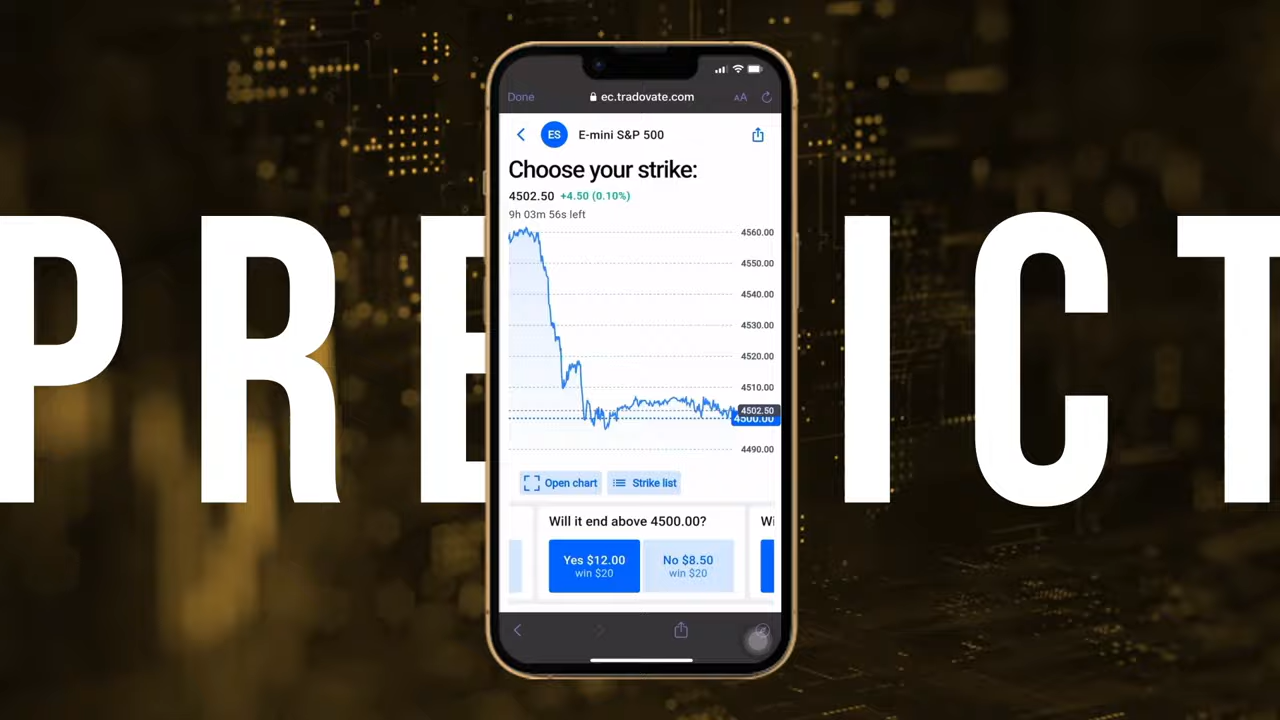 PRE ICT
Done
ec.tradovate.com
AA
ES
E-mini S&P 500
Choose your strike:
4502.50 +4.50 (0.10%)
9h 03m 56s left
4560.00
4550.00
4540.00
4530.00
4520.00
4510.00
4502.50
4500.00
4490.00
Open chart
Strike list
Will it end above 4500.00?
Wi
Yes $12.00
win $20
No $8.50
win $20